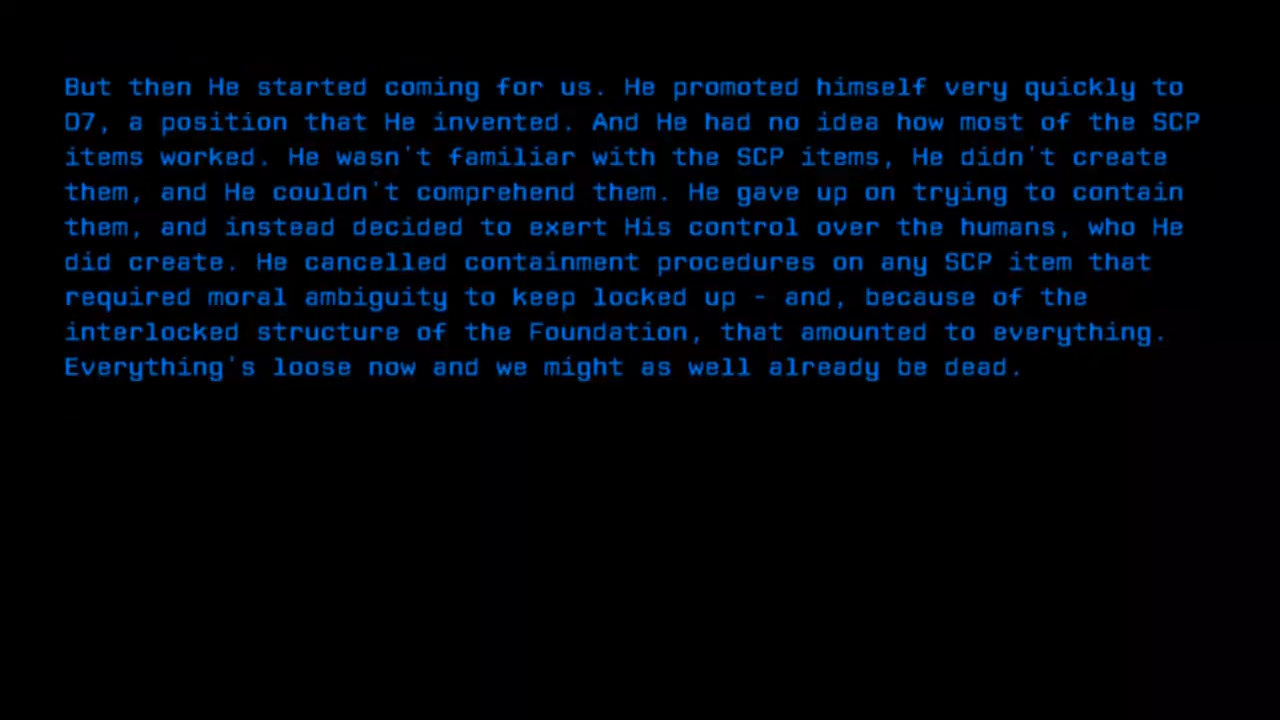 But then He started coming for us. He promoted himself very quickly to
O7, a position that He invented. And He had no idea how most of the SCP
items worked. He wasn't familiar with the SCP items, He didn't create
them, and He couldn't comprehend them. He gave up on trying to contain
them, and instead decided to exert His control over the humans, who He
did create. He cancelled containment procedures on any SCP item that
required moral ambiguity to keep locked up - and, because of the
interlocked structure of the Foundation, that amounted to everything.
Everything's loose now and we might as well already be dead.